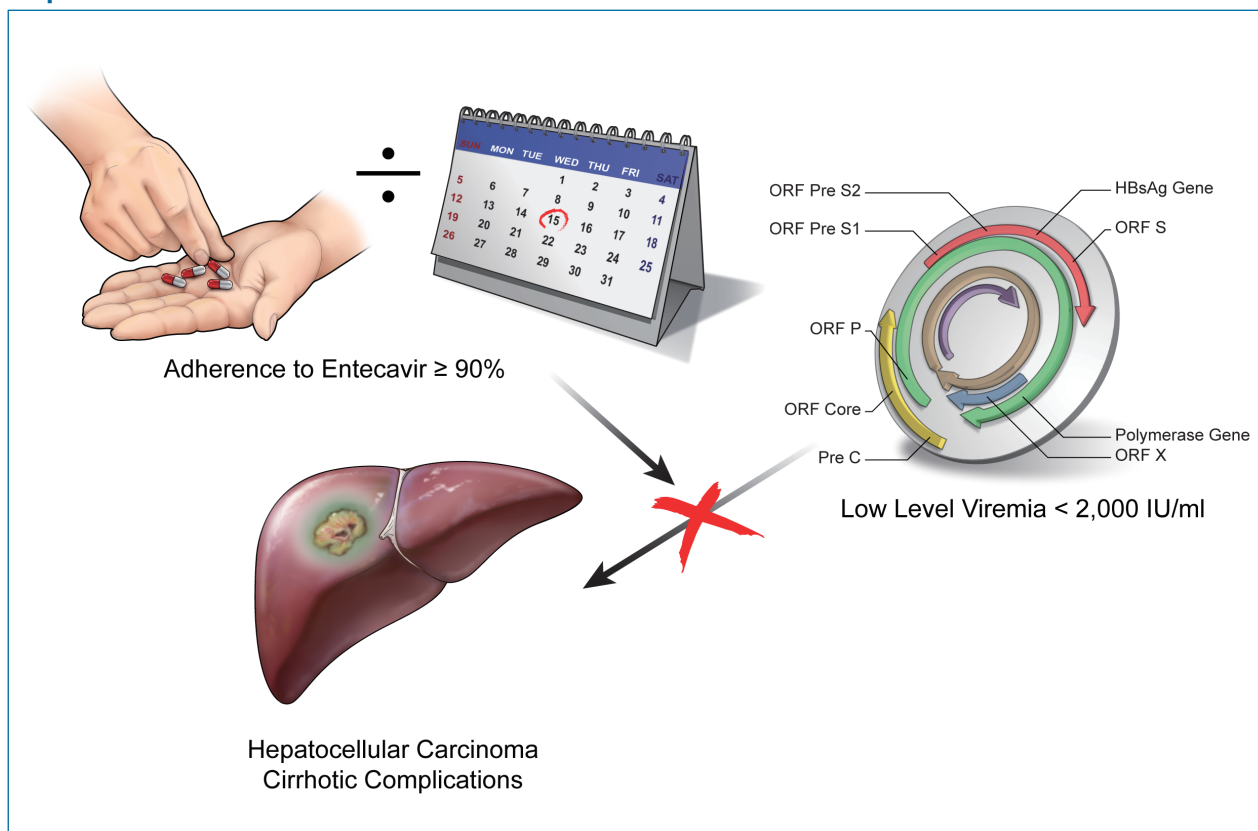 ÷
SUN MON TUE WED THU FRI SAT
1 2 3 4
5 6 7 8 9 10 11
12 13 14 15 16 17 18
19 20 21 22 23 24 25
26 27 28 29 30 31
Adherence to Entecavir ≥ 90%
ORF Pre S2
HBsAg Gene
ORF Pre S1
ORF S
ORF P
ORF Core
Polymerase Gene
Pre C
ORF X
Low Level Viremia < 2,000 IU/ml
Hepatocellular Carcinoma
Cirrhotic Complications